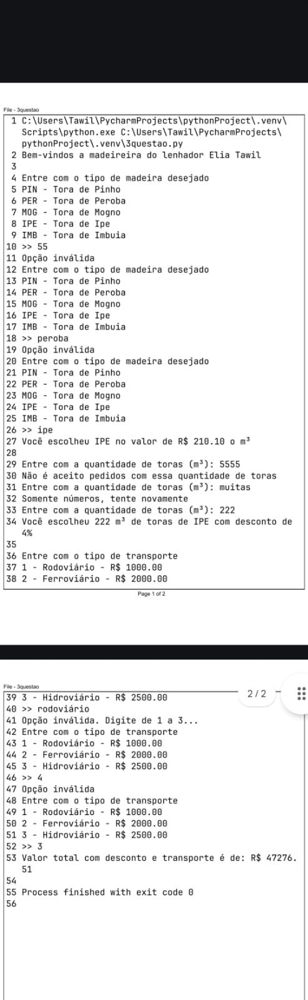 File - 3questao
1 C:\Users\Tawil\PycharmProjects\pythonProject\.venv\
Scripts\python.exe C:\Users\Tawil\PycharmProjects\
pythonProject\.venv\3questao.py
2 Bem-vindos a madeireira do lenhador Elia Tawil
3
4 Entre com o tipo de madeira desejado
5 PIN - Tora de Pinho
6 PER - Tora de Peroba
7 MOG - Tora de Mogno
8 IPE - Tora de Ipe
9 IMB - Tora de Imbuia
10 >> 55
11 Opção inválida
12 Entre com o tipo de madeira desejado
13 PIN - Tora de Pinho
14 PER - Tora de Peroba
15 MOG - Tora de Mogno
16 IPE - Tora de Ipe
17 IMB - Tora de Imbuia
18 >> peroba
19 Opção inválida
20 Entre com o tipo de madeira desejado
21 PIN - Tora de Pinho
22 PER - Tora de Peroba
23 MOG - Tora de Mogno
24 IPE - Tora de Ipe
25 IMB - Tora de Imbuia
26 >> ipe
27 Você escolheu IPE no valor de R$ 210.10 o m³
28
29 Entre com a quantidade de toras (m³): 5555
30 Não é aceito pedidos com essa quantidade de toras
31 Entre com a quantidade de toras (m³): muitas
32 Somente números, tente novamente
33 Entre com a quantidade de toras (m³): 222
34 Você escolheu 222 m³ de toras de IPE com desconto de
4%
35
36 Entre com o tipo de transporte
37 1 - Rodoviário - R$ 1000.00
38 2 - Ferroviário - R$ 2000.00
Page 1 of 2
File - 3questao
2 / 2
39 3 - Hidroviário - R$ 2500.00
40 >> rodoviário
41 Opção inválida. Digite de 1 a 3...
42 Entre com o tipo de transporte
43 1 - Rodoviário - R$ 1000.00
44 2 - Ferroviário - R$ 2000.00
45 3 - Hidroviário - R$ 2500.00
46 >> 4
47 Opção inválida
48 Entre com o tipo de transporte
49 1 - Rodoviário - R$ 1000.00
50 2 - Ferroviário - R$ 2000.00
51 3 - Hidroviário - R$ 2500.00
52 >> 3
53 Valor total com desconto e transporte é de: R$ 47276.
51
54
55 Process finished with exit code 0
56